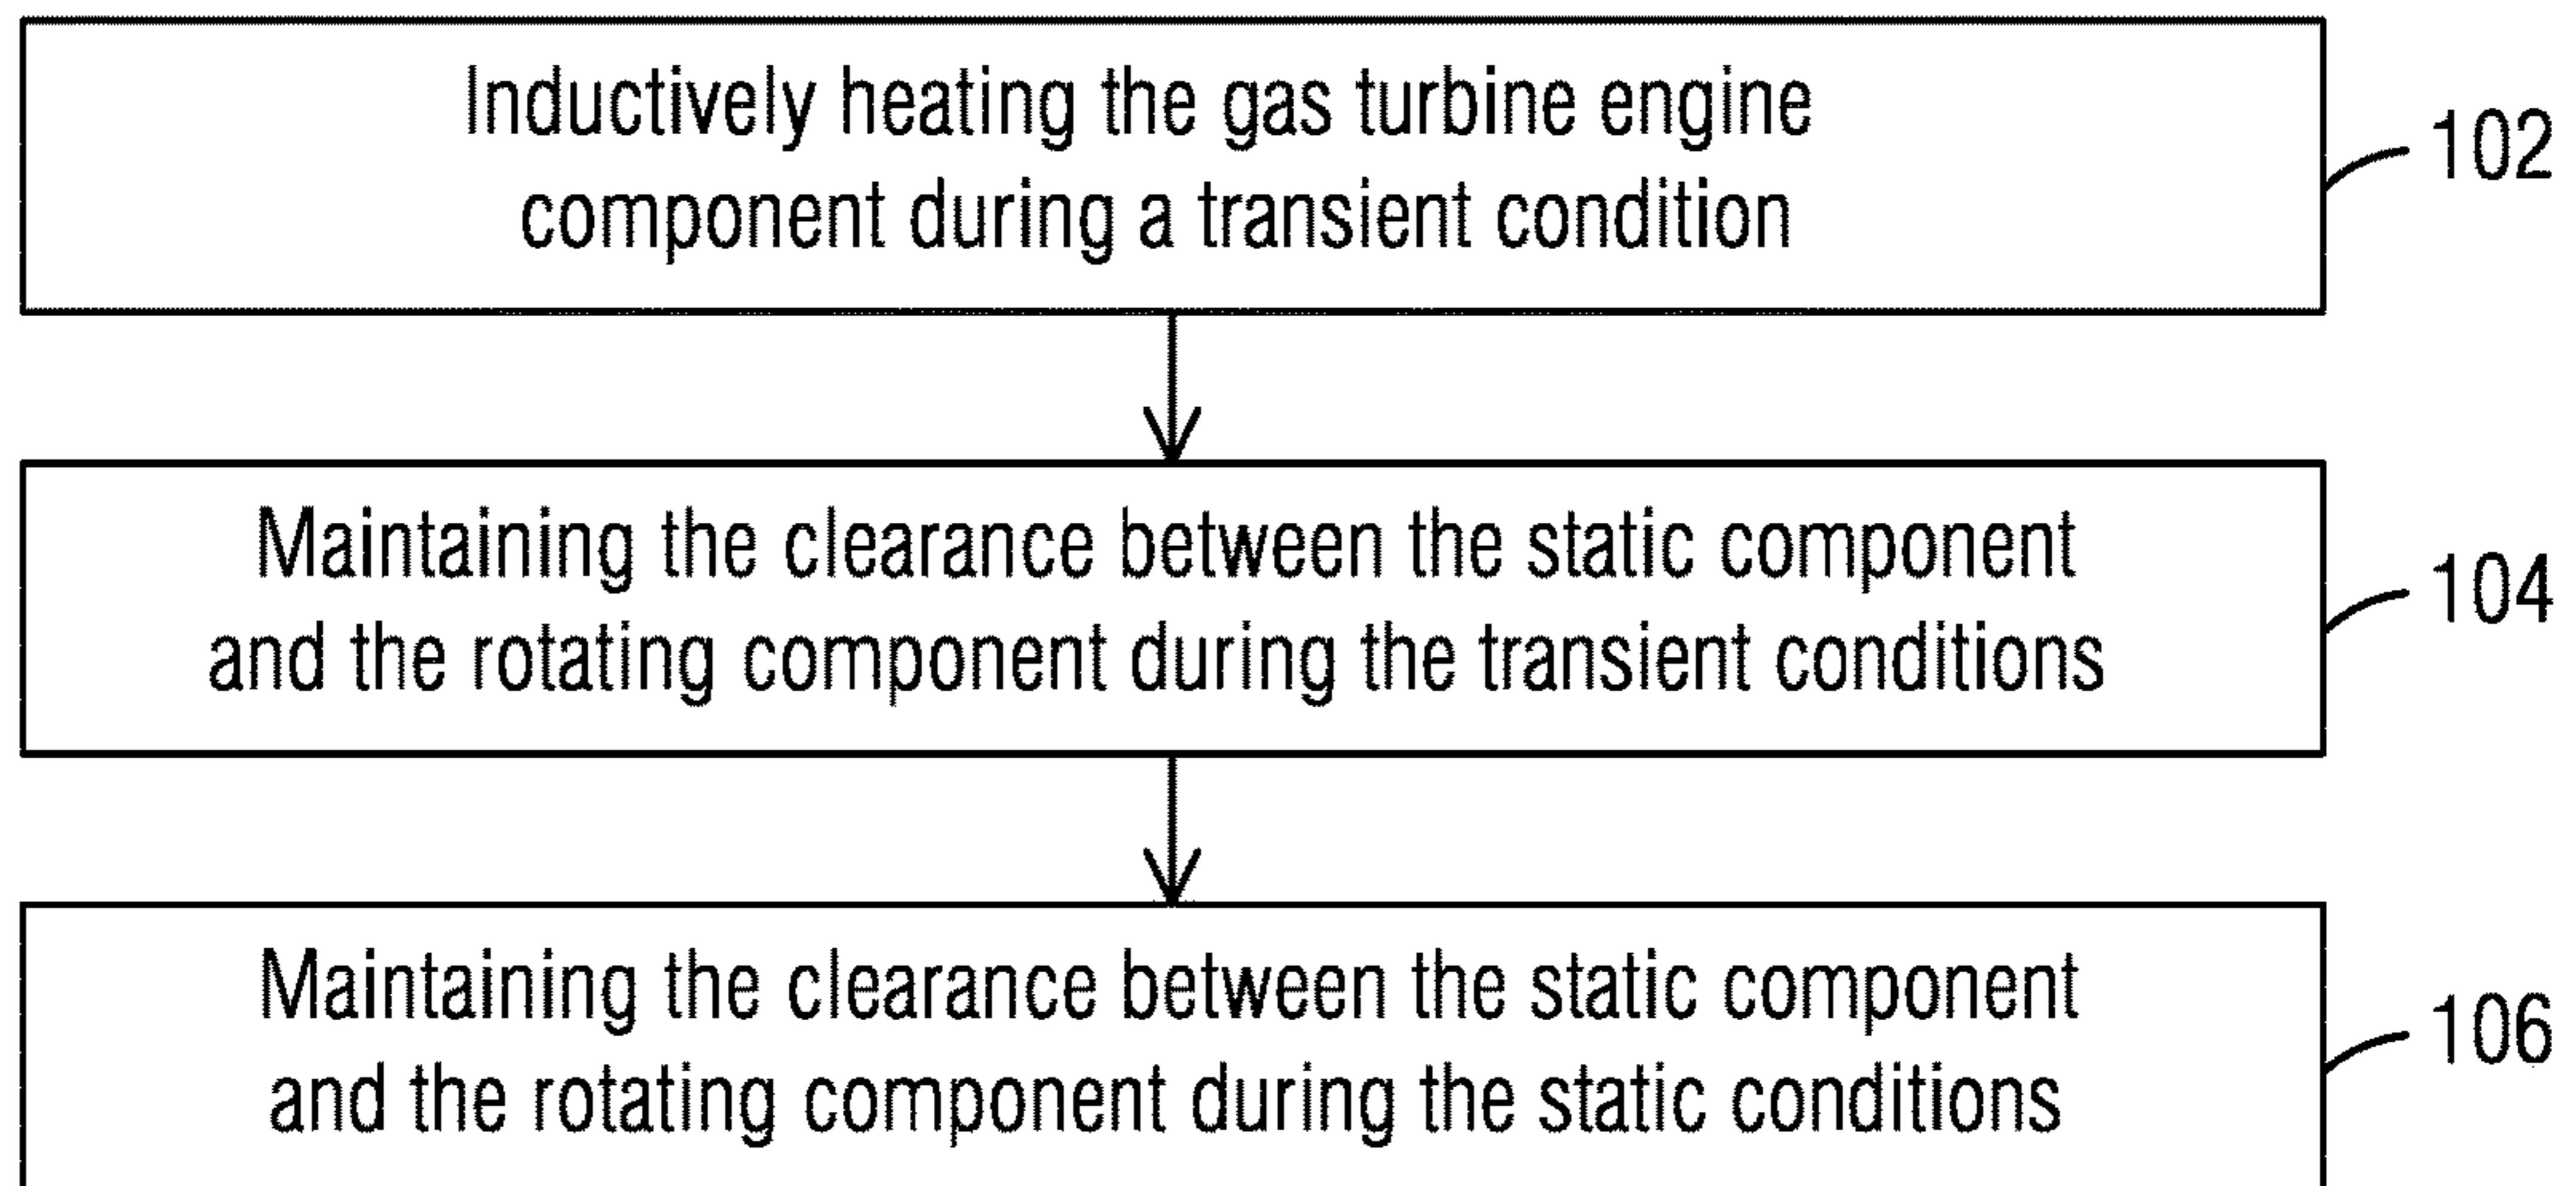 Inductively heating the gas turbine engine
component during a transient condition
102
Maintaining the clearance between the static component
and the rotating component during the transient conditions
104
Maintaining the clearance between the static component
and the rotating component during the static conditions
106